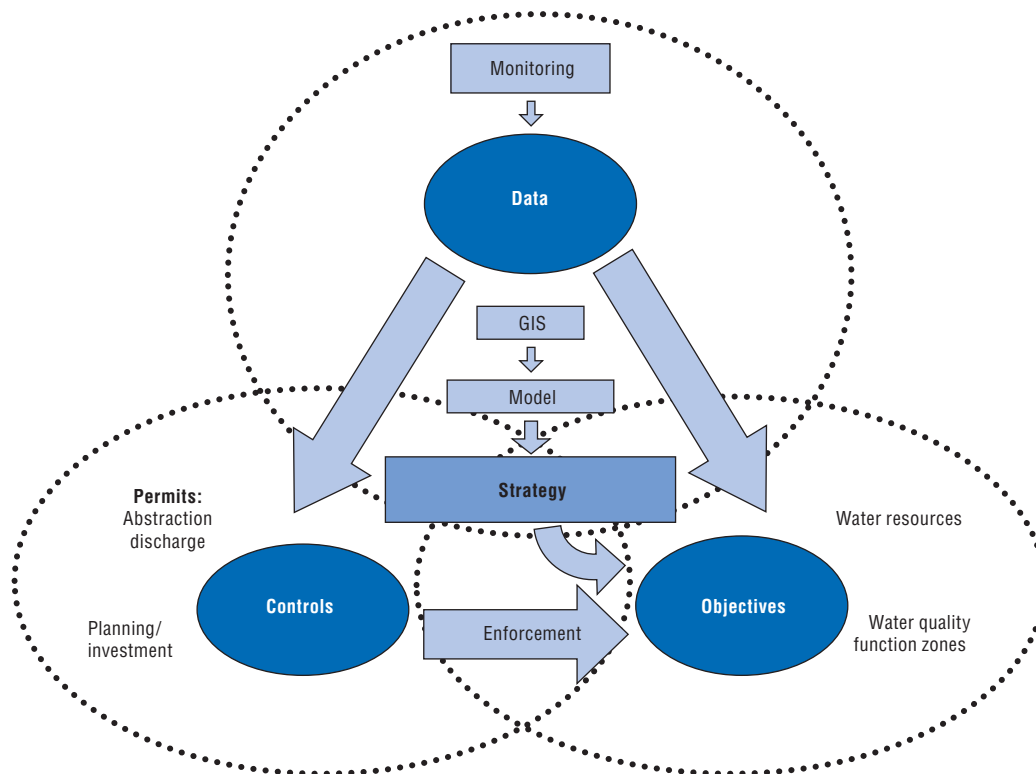 Monitoring
Data
GIS
Model
Strategy
Permits:
Abstraction
discharge
Water resources
Controls
Objectives
Planning/
investment
Enforcement
Water quality
function zones